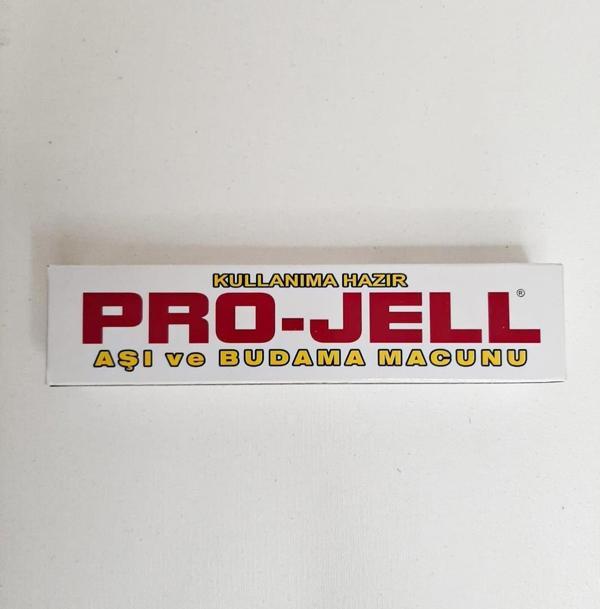 KULLANIMA HAZIR
PRO-JELL®
AŞI ve BUDAMA MACUNU